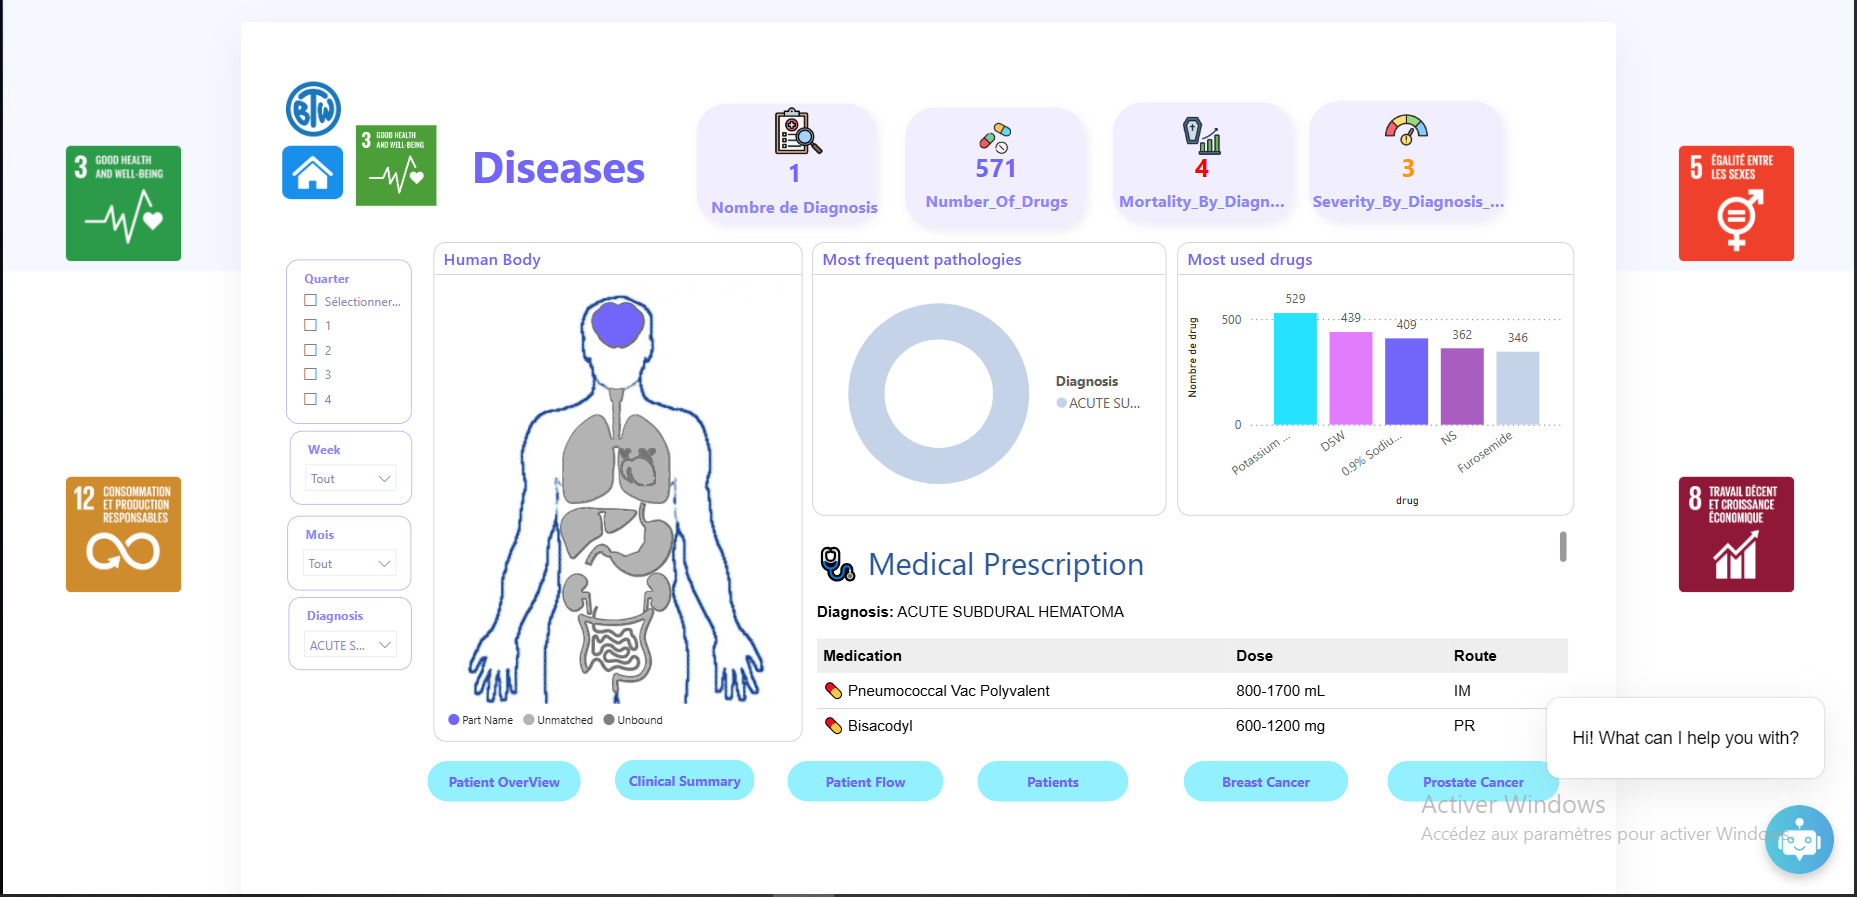 BTW
3 GOOD HEALTH
AND WELL-BEING
3 GOOD HEALTH
AND WELL-BEING
Diseases
1
Nombre de Diagnosis
571
Number_Of_Drugs
4
Mortality_By_Diagn...
3
Severity_By_Diagnosis_...
5 ÉGALITÉ ENTRE
LES SEXES
Quarter
Sélectionner...
1
2
3
4
Week
Tout
Mois
Tout
Diagnosis
ACUTE S...
12 CONSOMMATION
ET PRODUCTION
RESPONSABLES
Human Body
Part Name
Unmatched
Unbound
Most frequent pathologies
Diagnosis
ACUTE SU...
Most used drugs
Nombre de drug
500
0
529
439
409
362
346
Potassium ...
D5W
0.9% Sodiu...
NS
Furosemide
drug
8 TRAVAIL DÉCENT
ET CROISSANCE
ÉCONOMIQUE
Medical Prescription
Diagnosis: ACUTE SUBDURAL HEMATOMA
Medication Dose Route
Pneumococcal Vac Polyvalent 800-1700 mL IM
Bisacodyl 600-1200 mg PR
Hi! What can I help you with?
Patient OverView
Clinical Summary
Patient Flow
Patients
Breast Cancer
Prostate Cancer
Activer Windows
Accédez aux paramètres pour activer Windows